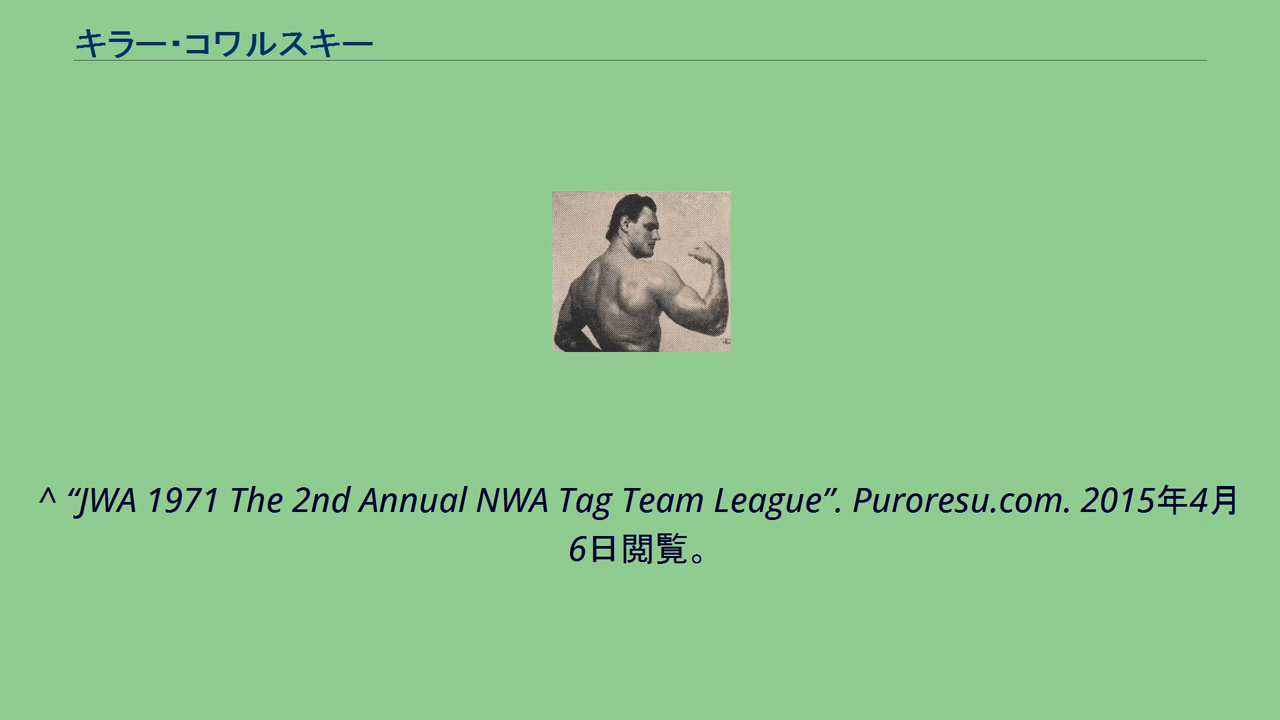 キラー・コワルスキー
^ “JWA 1971 The 2nd Annual NWA Tag Team League”. Puroresu.com. 2015年4月
6日閲覧。